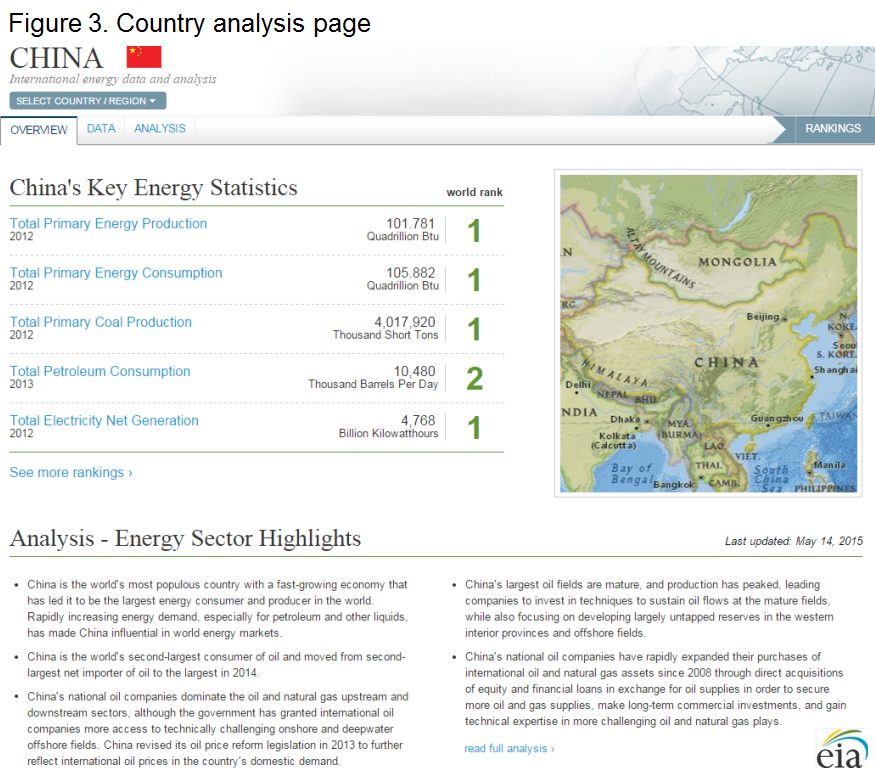 Figure 3. Country analysis page
CHINA
International energy data and analysis
SELECT COUNTRY / REGION
OVERVIEW
DATA
ANALYSIS
RANKINGS
China's Key Energy Statistics
world rank
Total Primary Energy Production
2012
101.781
Quadrillion Btu
1
Total Primary Energy Consumption
2012
105.882
Quadrillion Btu
1
Total Primary Coal Production
2012
4,017,920
Thousand Short Tons
1
Total Petroleum Consumption
2013
10,480
Thousand Barrels Per Day
2
Total Electricity Net Generation
2012
4,768
Billion Kilowatthours
1
See more rankings ›
ALTAY MOUNTAINS
MONGOLIA
N
RG.
Beijing
N.
KORE
Seou
S. KORE
CHINA
Shanghai
HIMALAYA
Delhi
NEPAL
BHU.
NDIA
Dhaka
MYA.
(BURMA)
Guangzhou
TAIWAN
Kolkata
(Calcutta)
LAO.
VIET.
Bay of
Bengal
THAI.
South
China
Sea
Manila
Bangkok
CAMB.
PHILIPPINES
Analysis - Energy Sector Highlights
Last updated: May 14, 2015
• China is the world's most populous country with a fast-growing economy that
has led it to be the largest energy consumer and producer in the world.
Rapidly increasing energy demand, especially for petroleum and other liquids,
has made China influential in world energy markets.
• China is the world's second-largest consumer of oil and moved from second-
largest net importer of oil to the largest in 2014.
• China's national oil companies dominate the oil and natural gas upstream and
downstream sectors, although the government has granted international oil
companies more access to technically challenging onshore and deepwater
offshore fields. China revised its oil price reform legislation in 2013 to further
reflect international oil prices in the country's domestic demand.
• China's largest oil fields are mature, and production has peaked, leading
companies to invest in techniques to sustain oil flows at the mature fields,
while also focusing on developing largely untapped reserves in the western
interior provinces and offshore fields.
• China's national oil companies have rapidly expanded their purchases of
international oil and natural gas assets since 2008 through direct acquisitions
of equity and financial loans in exchange for oil supplies in order to secure
more oil and gas supplies, make long-term commercial investments, and gain
technical expertise in more challenging oil and natural gas plays.
read full analysis ›
eia